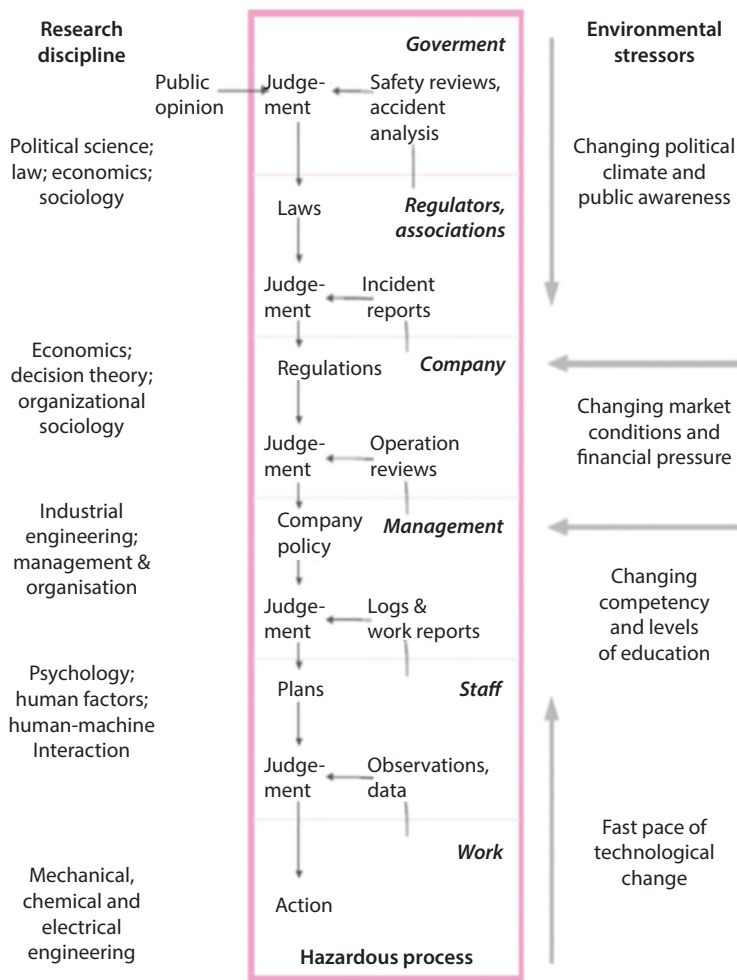 Research
discipline
Goverment
Environmental
stressors
Public
opinion
Judge-
ment
Safety reviews,
accident
analysis
Political science;
law; economics;
sociology
Changing political
climate and
public awareness
Laws
Regulators,
associations
Judge-
ment
Incident
reports
Economics;
decision theory;
organizational
sociology
Regulations
Company
Changing market
conditions and
financial pressure
Judge-
ment
Operation
reviews
Industrial
engineering;
management &
organisation
Company
policy
Management
Changing
competency
and levels
of education
Judge-
ment
Logs &
work reports
Psychology;
human factors;
human-machine
Interaction
Plans
Staff
Judge-
ment
Observations,
data
Work
Fast pace of
technological
change
Mechanical,
chemical and
electrical
engineering
Action
Hazardous process